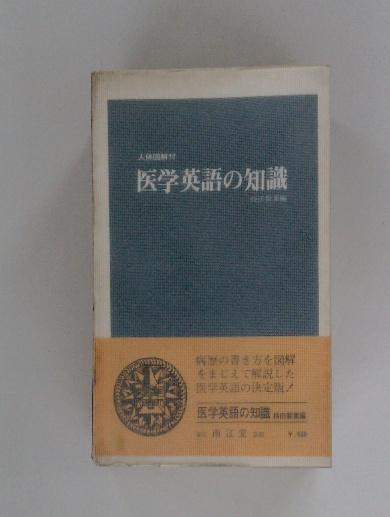 人体図解付
医学英語の知識
病歴の書き方を図解
をまじえて解説した
医学英語の決定版!
医学英語の知識
南江堂